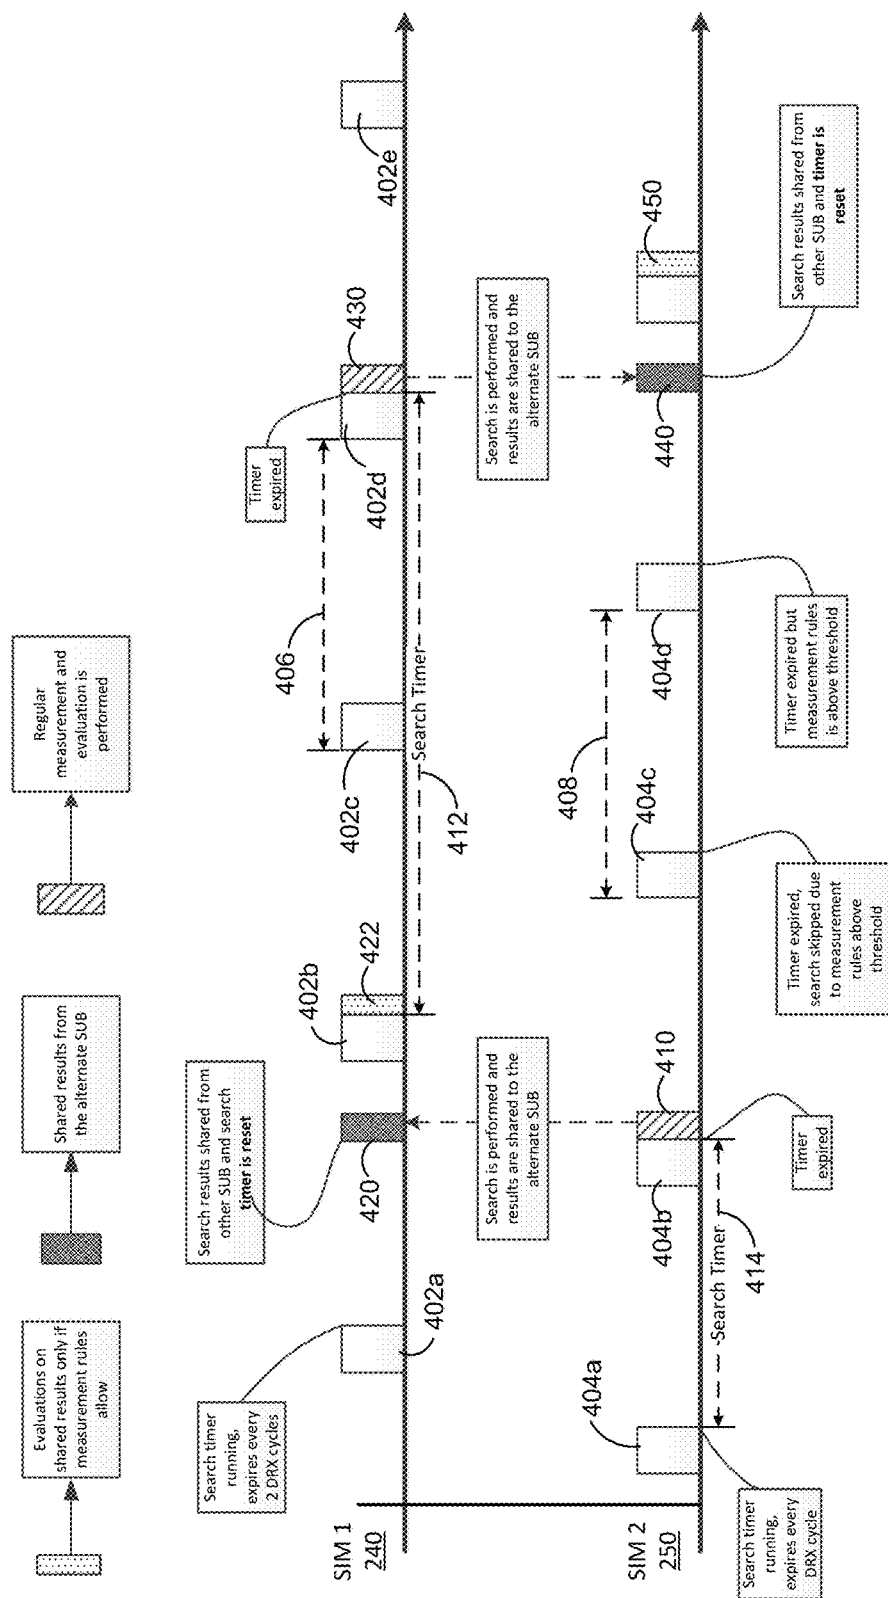 Evaluations on
shared results only if
measurement rules
allow
Shared results from
the alternate SUB
Regular
measurement and
evaluation is
performed
Search timer
running,
expires every
2 DRX cycles
Search results shared from
other SUB and search
timer is reset
Timer
expired
SIM 1
240
402a
420
402b
422
402c
406
402d
430
402e
Search Timer
412
Search is performed and
results are shared to the
alternate SUB
Search is performed and
results are shared to the
alternate SUB
SIM 2
250
404a
404b
410
404c
408
404d
440
450
Search Timer
414
Search timer
running,
expires every
DRX cycle
Timer
expired
Timer expired,
search skipped due
to measurement
rules above
threshold
Timer expired but
measurement rules
is above threshold
Search results shared from
other SUB and timer is
reset